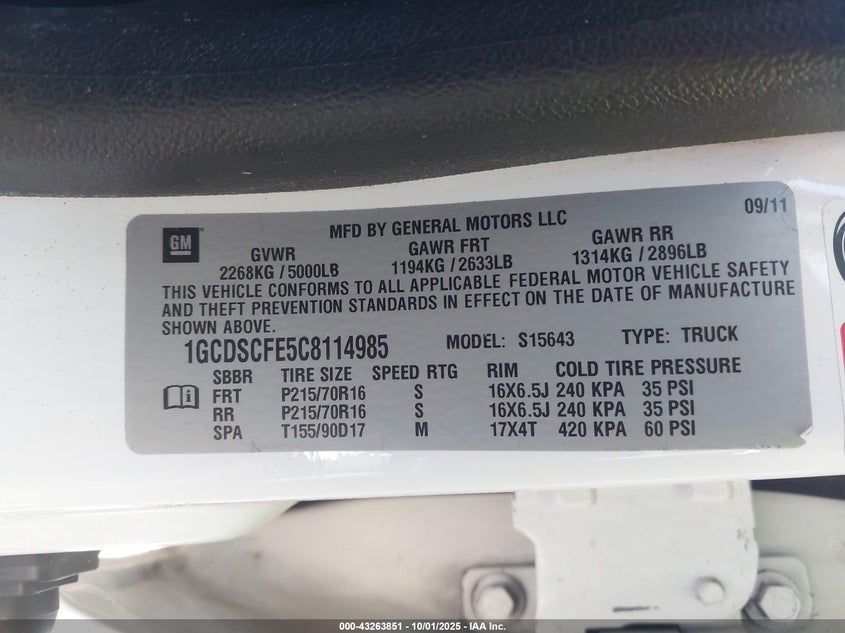 GM
MFD BY GENERAL MOTORS LLC
09/11
GVWR GAWR FRT GAWR RR
2268KG / 5000LB 1194KG / 2633LB 1314KG / 2896LB
THIS VEHICLE CONFORMS TO ALL APPLICABLE FEDERAL MOTOR VEHICLE SAFETY
AND THEFT PREVENTION STANDARDS IN EFFECT ON THE DATE OF MANUFACTURE
SHOWN ABOVE.
1GCDSCFE5C8114985 MODEL: S15643 TYPE: TRUCK
SBBR TIRE SIZE SPEED RTG RIM COLD TIRE PRESSURE
FRT P215/70R16 S 16X6.5J 240 KPA 35 PSI
RR P215/70R16 S 16X6.5J 240 KPA 35 PSI
SPA T155/90D17 M 17X4T 420 KPA 60 PSI
000-43263851 - 10/01/2025 - IAA Inc.